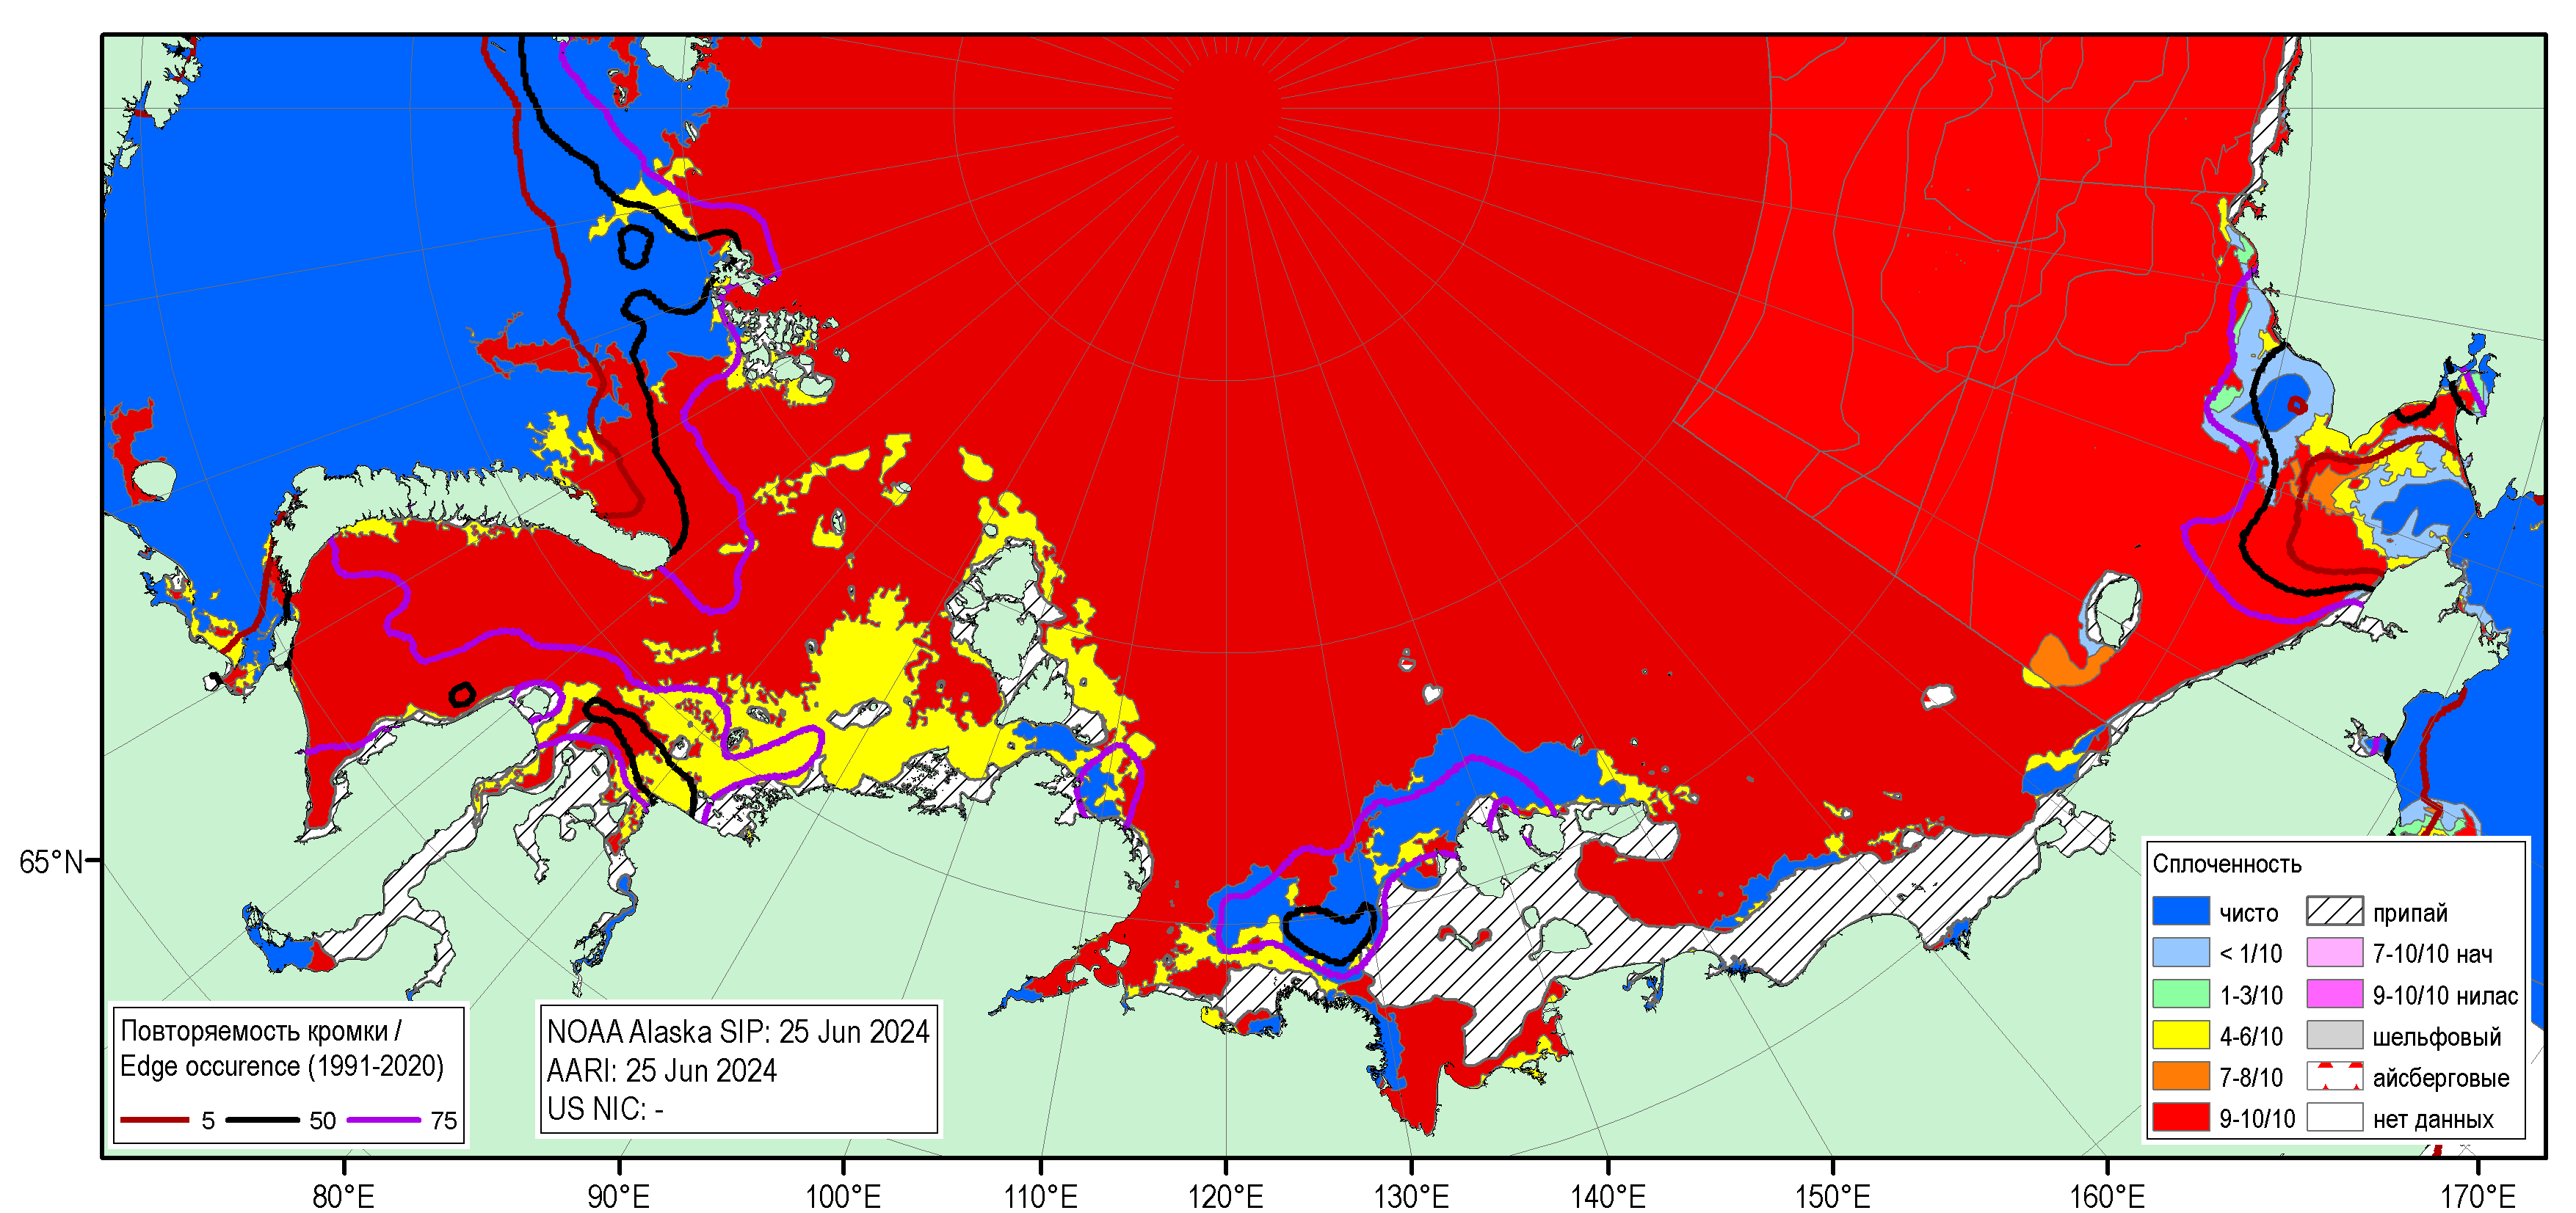 65°N
Повторяемость кромки /
Edge occurence (1991-2020)
5 50 75
NOAA Alaska SIP: 25 Jun 2024
AARI: 25 Jun 2024
US NIC: -
Сплоченность
чисто
< 1/10
1-3/10
4-6/10
7-8/10
9-10/10
припай
7-10/10 нач
9-10/10 нилас
шельфовый
айсберговые
нет данных
80°E 90°E 100°E 110°E 120°E 130°E 140°E 150°E 160°E 170°E